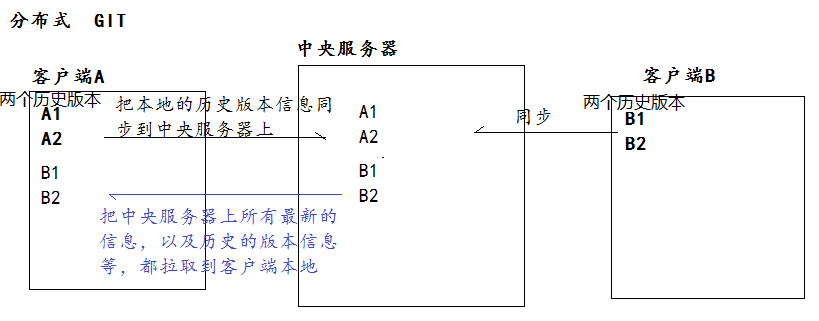 分布式 GIT
中央服务器
客户端A
客户端B
两个历史版本
A1
A2
B1
B2
把本地的历史版本信息同
步到中央服务器上
A1
A2
B1
B2
同步
两个历史版本
B1
B2
把中央服务器上所有最新的
信息，以及历史的版本信息
等，都拉取到客户端本地